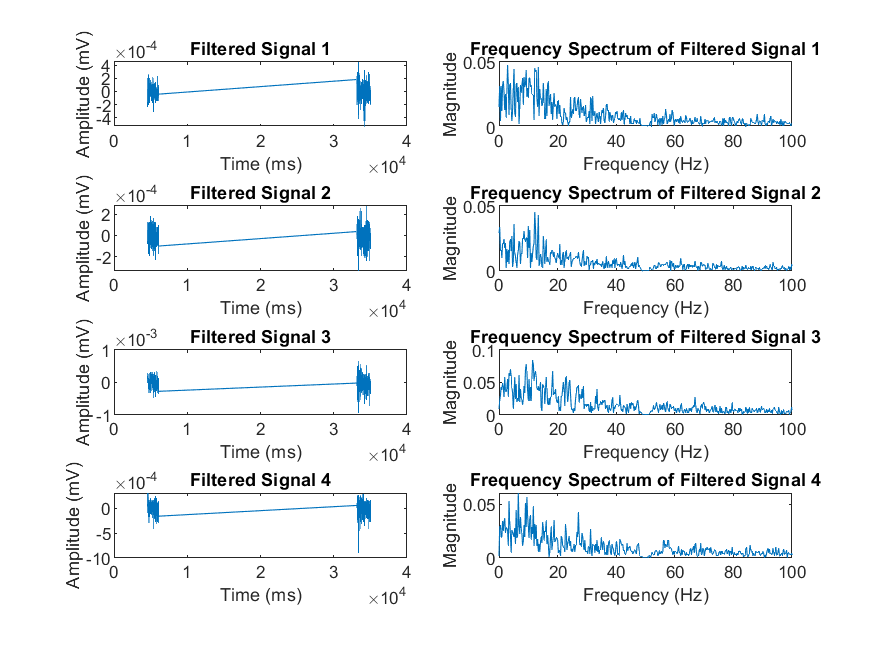 Filtered Signal 1
×10-4
Amplitude (mV)
4
2
0
-2
-4
0 1 2 3 4
Time (ms)
×104
Frequency Spectrum of Filtered Signal 1
Magnitude
0.05
0
0 20 40 60 80 100
Frequency (Hz)
Filtered Signal 2
×10-4
Amplitude (mV)
2
0
-2
0 1 2 3 4
Time (ms)
×104
Frequency Spectrum of Filtered Signal 2
Magnitude
0.05
0
0 20 40 60 80 100
Frequency (Hz)
Filtered Signal 3
×10-3
Amplitude (mV)
1
0
-1
0 1 2 3 4
Time (ms)
×104
Frequency Spectrum of Filtered Signal 3
Magnitude
0.1
0.05
0
0 20 40 60 80 100
Frequency (Hz)
Filtered Signal 4
×10-4
Amplitude (mV)
0
-5
-10
0 1 2 3 4
Time (ms)
×104
Frequency Spectrum of Filtered Signal 4
Magnitude
0.05
0
0 20 40 60 80 100
Frequency (Hz)